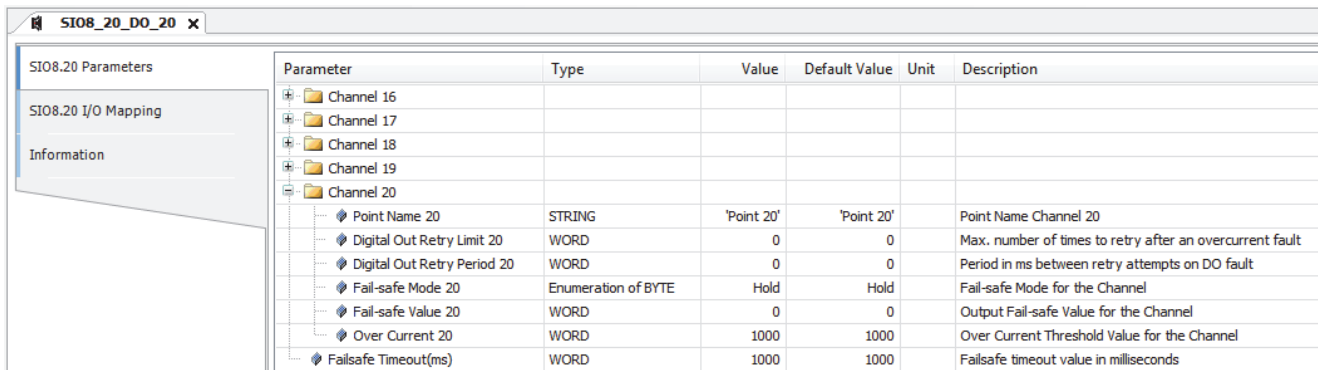 SIO8_20_DO_20 x
SIO8.20 Parameters
SIO8.20 I/O Mapping
Information
Parameter Type Value Default Value Unit Description
Channel 16
Channel 17
Channel 18
Channel 19
Channel 20
Point Name 20 STRING 'Point 20' 'Point 20' Point Name Channel 20
Digital Out Retry Limit 20 WORD 0 0 Max. number of times to retry after an overcurrent fault
Digital Out Retry Period 20 WORD 0 0 Period in ms between retry attempts on DO fault
Fail-safe Mode 20 Enumeration of BYTE Hold Hold Fail-safe Mode for the Channel
Fail-safe Value 20 WORD 0 0 Output Fail-safe Value for the Channel
Over Current 20 WORD 1000 1000 Over Current Threshold Value for the Channel
Failsafe Timeout(ms) WORD 1000 1000 Failsafe timeout value in milliseconds